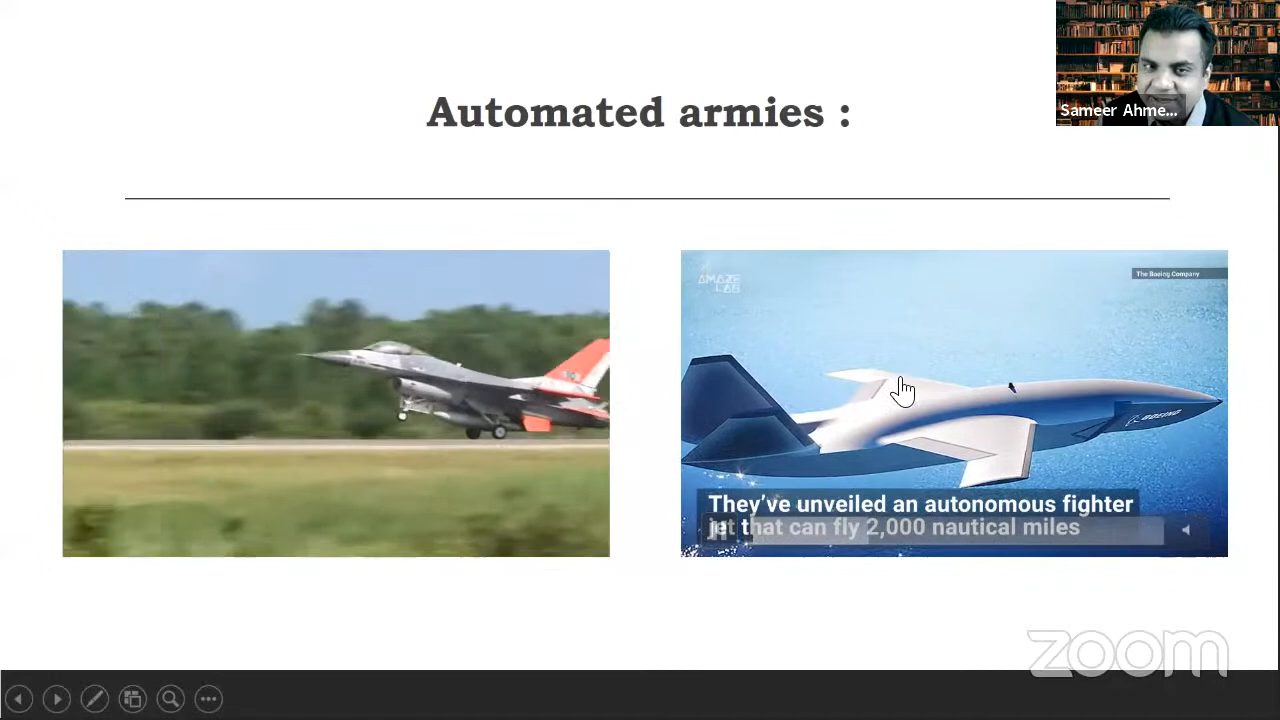 Sameer Ahme...
Automated armies :
AMAZE
LAB
The Boeing Company
BOEING
They've unveiled an autonomous fighter
jet that can fly 2,000 nautical miles
zoom